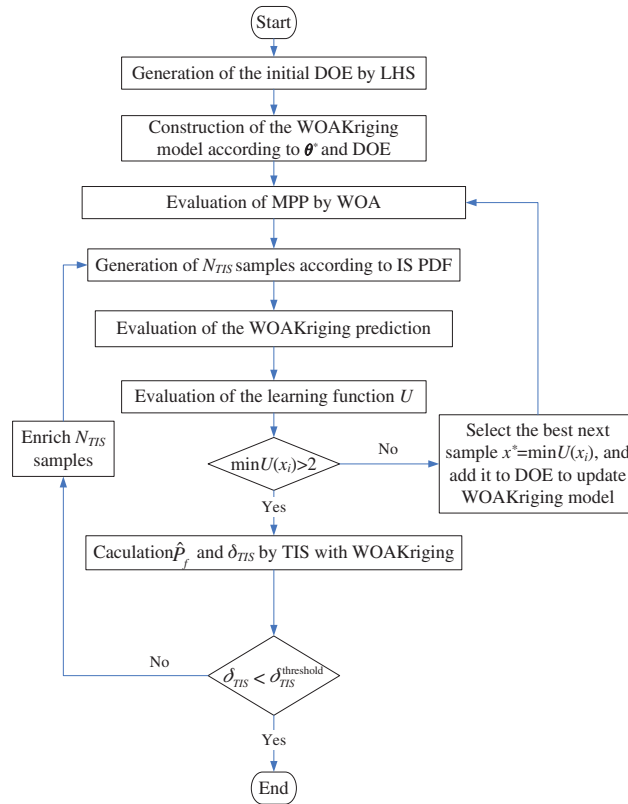 Start
Generation of the initial DOE by LHS
Construction of the WOAKriging
model according to θ* and DOE
Evaluation of MPP by WOA
Generation of N_TIS samples according to IS PDF
Evaluation of the WOAKriging prediction
Evaluation of the learning function U
Enrich N_TIS
samples
minU(x_i)>2
No
Select the best next
sample x*=minU(x_i), and
add it to DOE to update
WOAKriging model
Yes
Caculation P̂_f and δ_TIS by TIS with WOAKriging
No
δ_TIS < δ_TIS^threshold
Yes
End